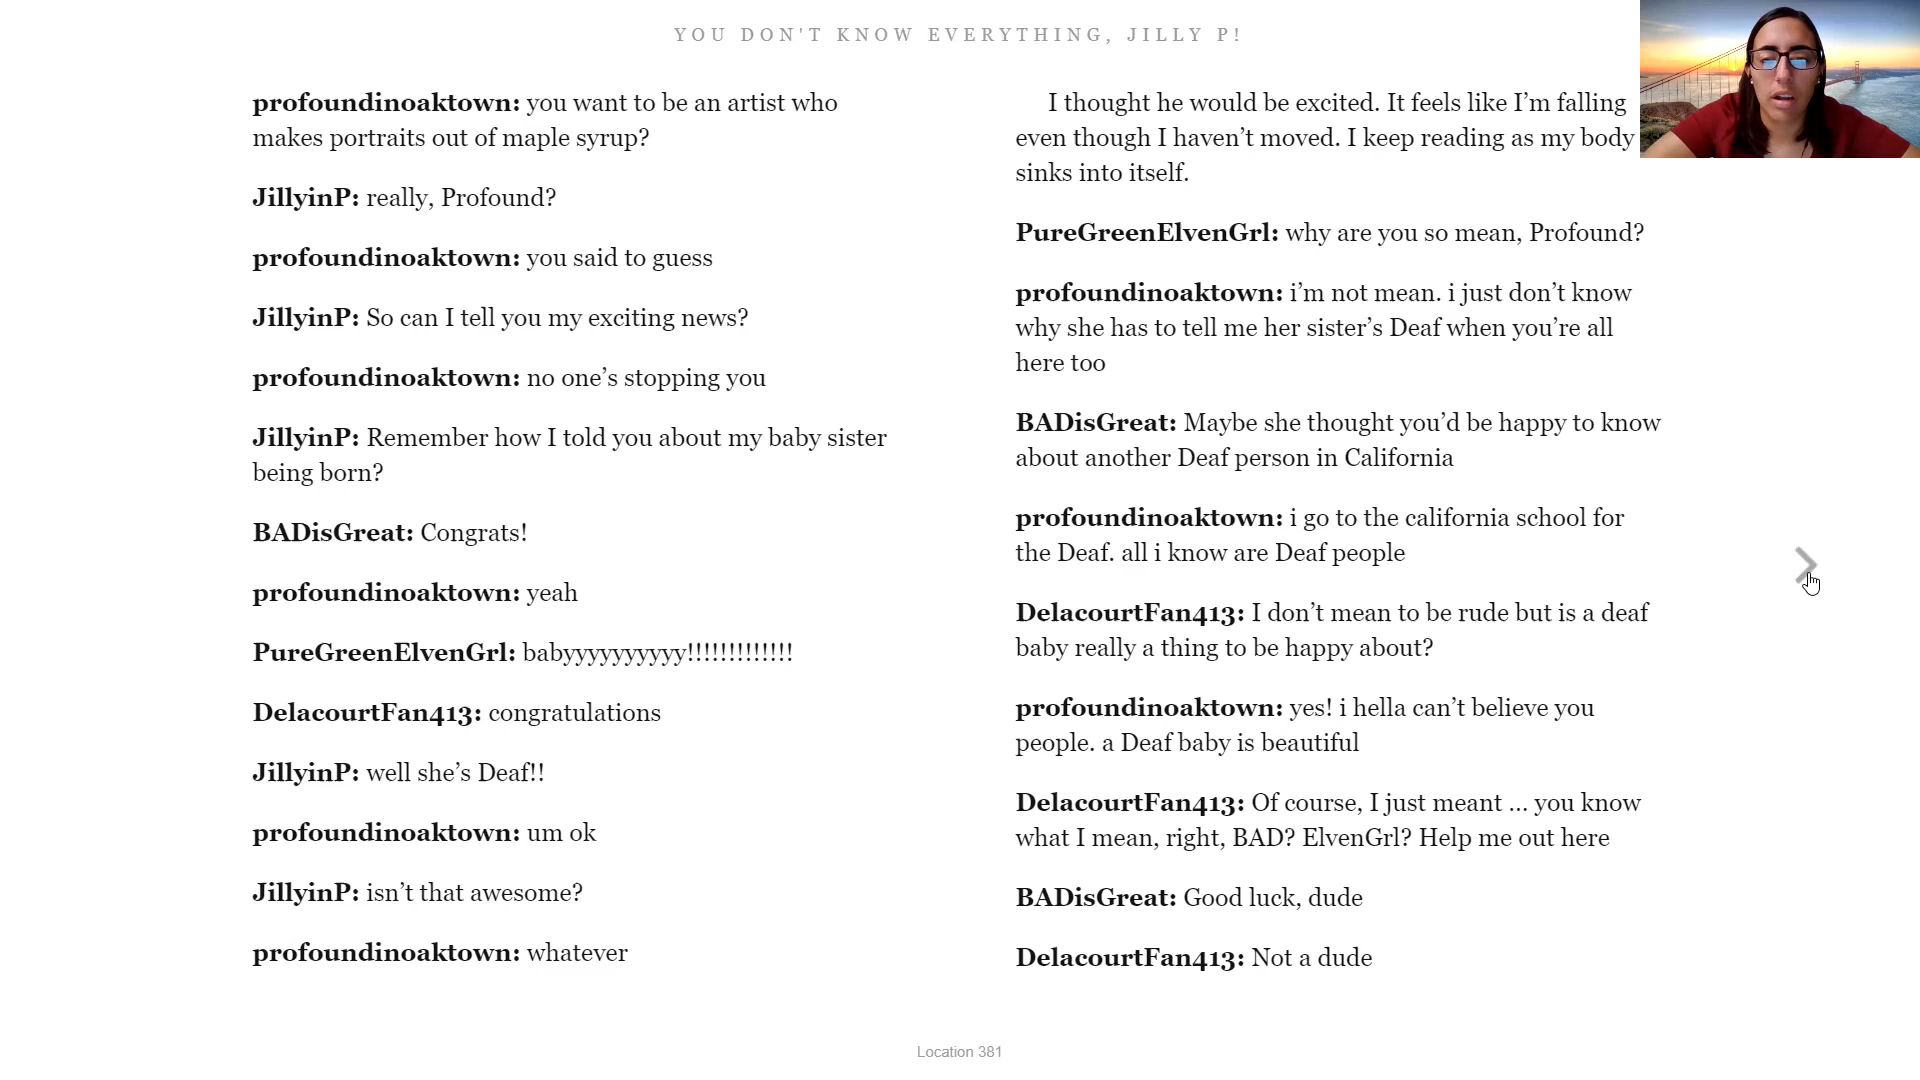 YOU DON'T KNOW EVERYTHING, JILLY P!
profoundinoaktown: you want to be an artist who
makes portraits out of maple syrup?
JillyinP: really, Profound?
profoundinoaktown: you said to guess
JillyinP: So can I tell you my exciting news?
profoundinoaktown: no one’s stopping you
JillyinP: Remember how I told you about my baby sister
being born?
BADisGreat: Congrats!
profoundinoaktown: yeah
PureGreenElvenGrl: babyyyyyyyyyy!!!!!!!!!!!!!
DelacourtFan413: congratulations
JillyinP: well she’s Deaf!!
profoundinoaktown: um ok
JillyinP: isn’t that awesome?
profoundinoaktown: whatever
I thought he would be excited. It feels like I’m falling
even though I haven’t moved. I keep reading as my body
sinks into itself.
PureGreenElvenGrl: why are you so mean, Profound?
profoundinoaktown: i’m not mean. i just don’t know
why she has to tell me her sister’s Deaf when you’re all
here too
BADisGreat: Maybe she thought you’d be happy to know
about another Deaf person in California
profoundinoaktown: i go to the california school for
the Deaf. all i know are Deaf people
DelacourtFan413: I don’t mean to be rude but is a deaf
baby really a thing to be happy about?
profoundinoaktown: yes! i hella can’t believe you
people. a Deaf baby is beautiful
DelacourtFan413: Of course, I just meant ... you know
what I mean, right, BAD? ElvenGrl? Help me out here
BADisGreat: Good luck, dude
DelacourtFan413: Not a dude
Location 381